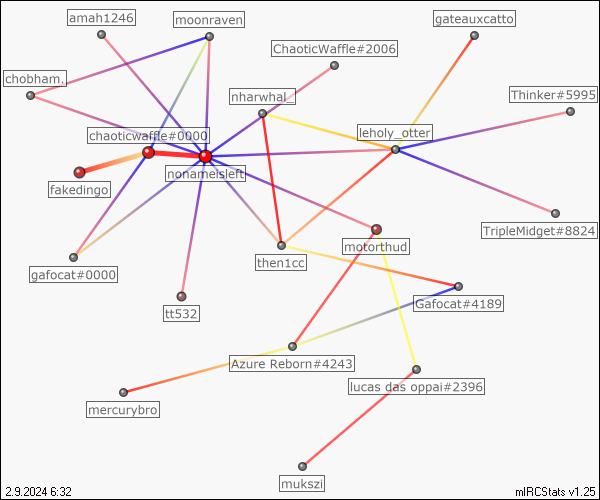 amah1246
moonraven
gateauxcatto
ChaoticWaffle#2006
chobham.
nharwhal_
Thinker#5995
chaoticwaffle#0000
leholy_otter
nonameisleft
fakedingo
TripleMidget#8824
motorthud
gafocat#0000
then1cc
Gafocat#4189
tt532
Azure Reborn#4243
lucas das oppai#2396
mercurybro
mukszi
2.9.2024 6:32
mIRCStats v1.25